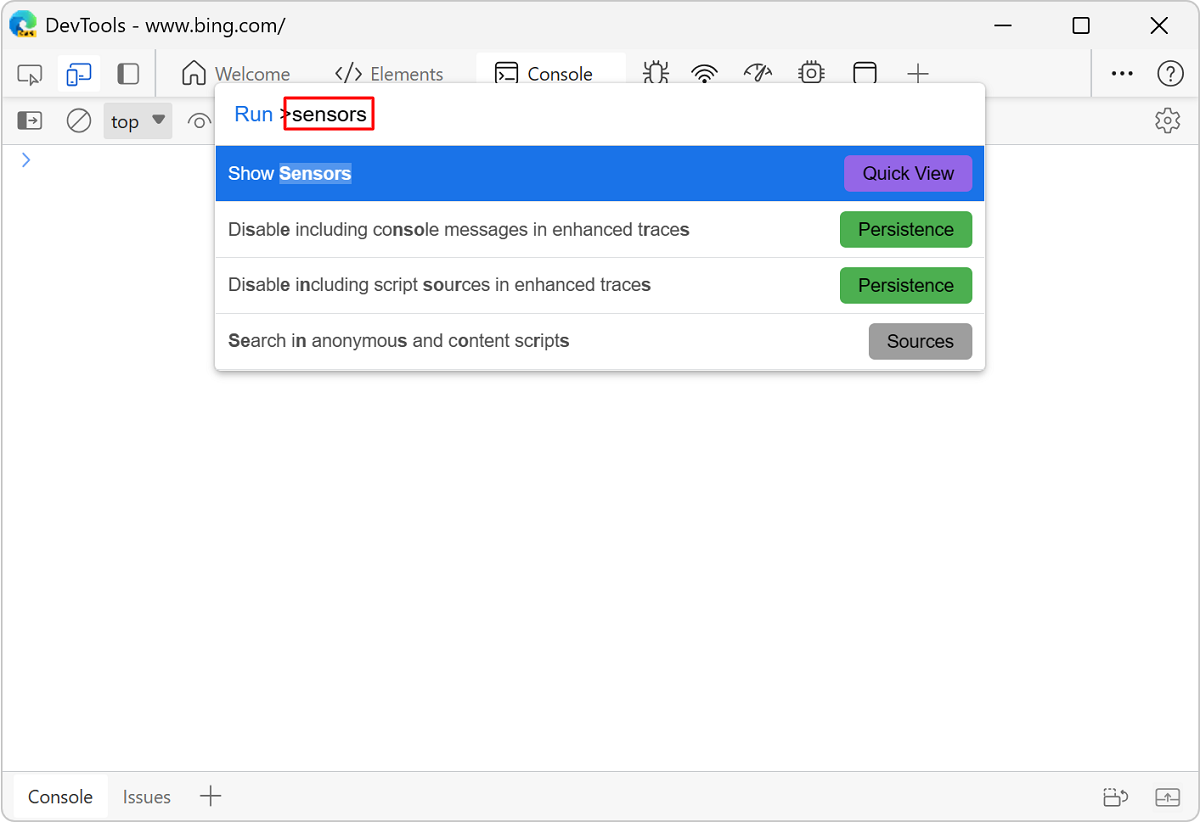 DevTools - www.bing.com/
Welcome Elements Console
top
Run >sensors
Show Sensors Quick View
Disable including console messages in enhanced traces Persistence
Disable including script sources in enhanced traces Persistence
Search in anonymous and content scripts Sources
Console Issues